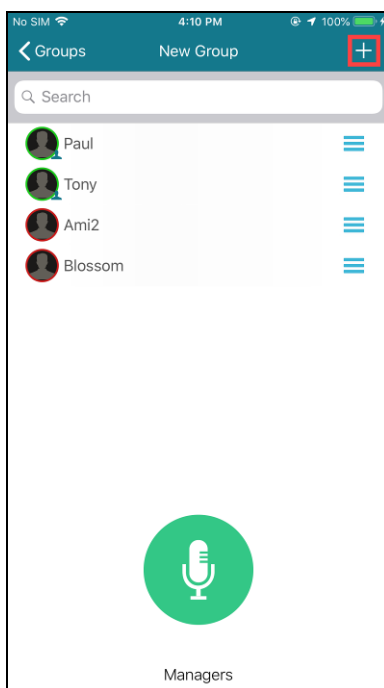 No SIM 4:10 PM 100%
Groups New Group +
Search
Paul
Tony
Ami2
Blossom
Managers